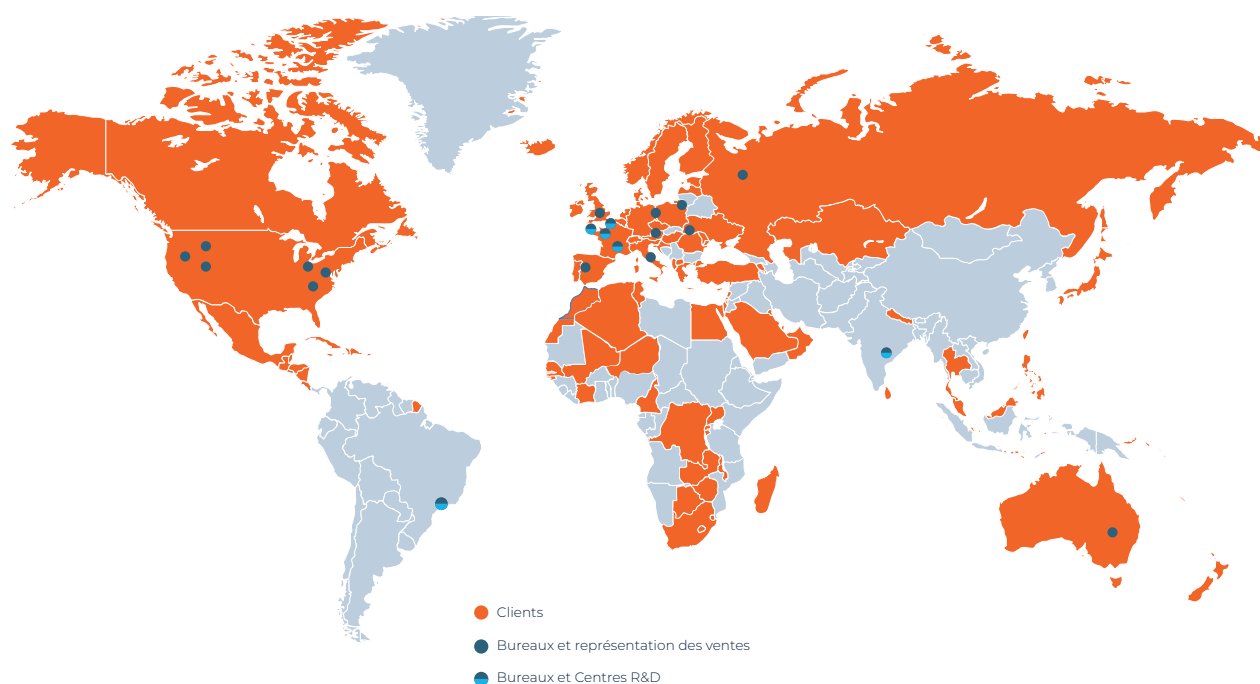 Clients
Bureaux et représentation des ventes
Bureaux et Centres R&D